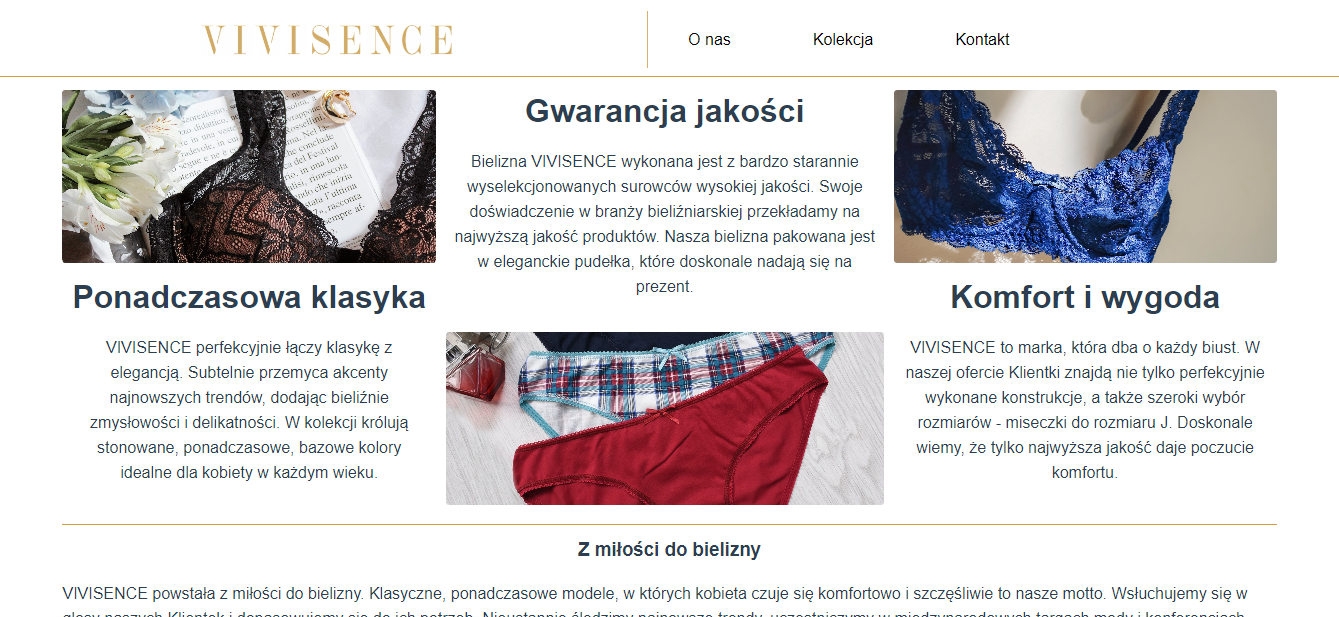 VIVISENCE
O nas
Kolekcja
Kontakt
Gwarancja jakości
Bielizna VIVISENCE wykonana jest z bardzo starannie
wyselekcjonowanych surowców wysokiej jakości. Swoje
doświadczenie w branży bieliźniarskiej przekładamy na
najwyższą jakość produktów. Nasza bielizna pakowana jest
w eleganckie pudełka, które doskonale nadają się na
prezent.
Ponadczasowa klasyka
VIVISENCE perfekcyjnie łączy klasykę z
elegancją. Subtelnie przemyca akcenty
najnowszych trendów, dodając bieliźnie
zmysłowości i delikatności. W kolekcji królują
stonowane, ponadczasowe, bazowe kolory
idealne dla kobiety w każdym wieku.
Komfort i wygoda
VIVISENCE to marka, która dba o każdy biust. W
naszej ofercie Klientki znajdą nie tylko perfekcyjnie
wykonane konstrukcje, a także szeroki wybór
rozmiarów - miseczki do rozmiaru J. Doskonale
wiemy, że tylko najwyższa jakość daje poczucie
komfortu.
Z miłości do bielizny
VIVISENCE powstała z miłości do bielizny. Klasyczne, ponadczasowe modele, w których kobieta czuje się komfortowo i szczęśliwie to nasze motto. Wsłuchujemy się w